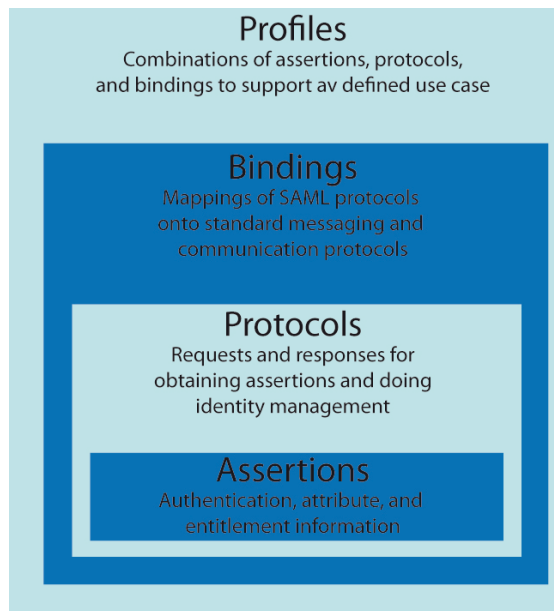 Profiles
Combinations of assertions, protocols,
and bindings to support av defined use case
Bindings
Mappings of SAML protocols
onto standard messaging and
communication protocols
Protocols
Requests and responses for
obtaining assertions and doing
identity management
Assertions
Authentication, attribute, and
entitlement information